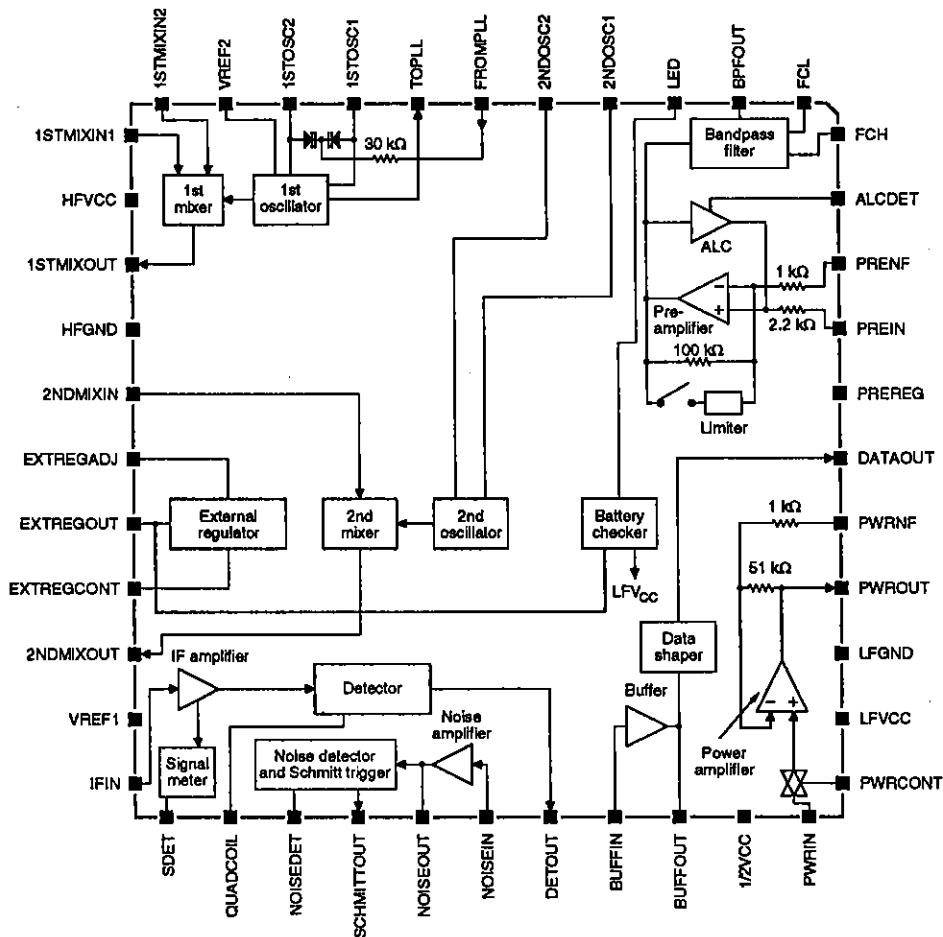 1STMIXIN2
VREF2
1STOSC2
1STOSC1
TOPLL
FROMPLL
2NDOSC2
2NDOSC1
LED
BPFOUT
FCL
1STMIXIN1
HFVCC
1STMIXOUT
HFGND
2NDMIXIN
EXTREGADJ
EXTREGOUT
EXTREGCONT
2NDMIXOUT
VREF1
IFIN
1st
mixer
1st
oscillator
30 kΩ
Bandpass
filter
ALC
1 kΩ
Pre-
amplifier
2.2 kΩ
100 kΩ
Limiter
External
regulator
2nd
mixer
2nd
oscillator
Battery
checker
LFVCC
1 kΩ
51 kΩ
Data
shaper
IF amplifier
Detector
Buffer
Noise
amplifier
Signal
meter
Noise detector
and Schmitt trigger
Power
amplifier
FCH
ALCDET
PRENF
PREIN
PREREG
DATAOUT
PWRNF
PWROUT
LFGND
LFVCC
PWRCONT
SDET
QUADCOIL
NOISEDET
SCHMITTOUT
NOISEOUT
NOISEIN
DETOUT
BUFFIN
BUFFOUT
1/2VCC
PWRIN